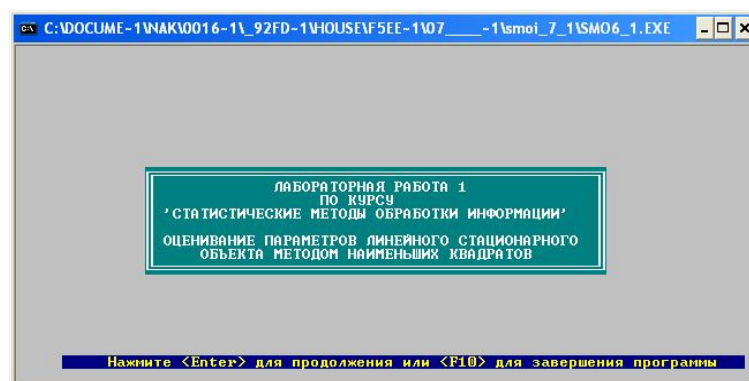 C:\DOCUME~1\NAK\0016~1\_92FD~1\HOUSE\F5EE~1\07____~1\smoi_7_1\SMO6_1.EXE
ЛАБОРАТОРНАЯ РАБОТА 1
ПО КУРСУ
'СТАТИСТИЧЕСКИЕ МЕТОДЫ ОБРАБОТКИ ИНФОРМАЦИИ'
ОЦЕНИВАНИЕ ПАРАМЕТРОВ ЛИНЕЙНОГО СТАЦИОНАРНОГО
ОБЪЕКТА МЕТОДОМ НАИМЕНЬШИХ КВАДРАТОВ
Нажмите <Enter> для продолжения или <F10> для завершения программы